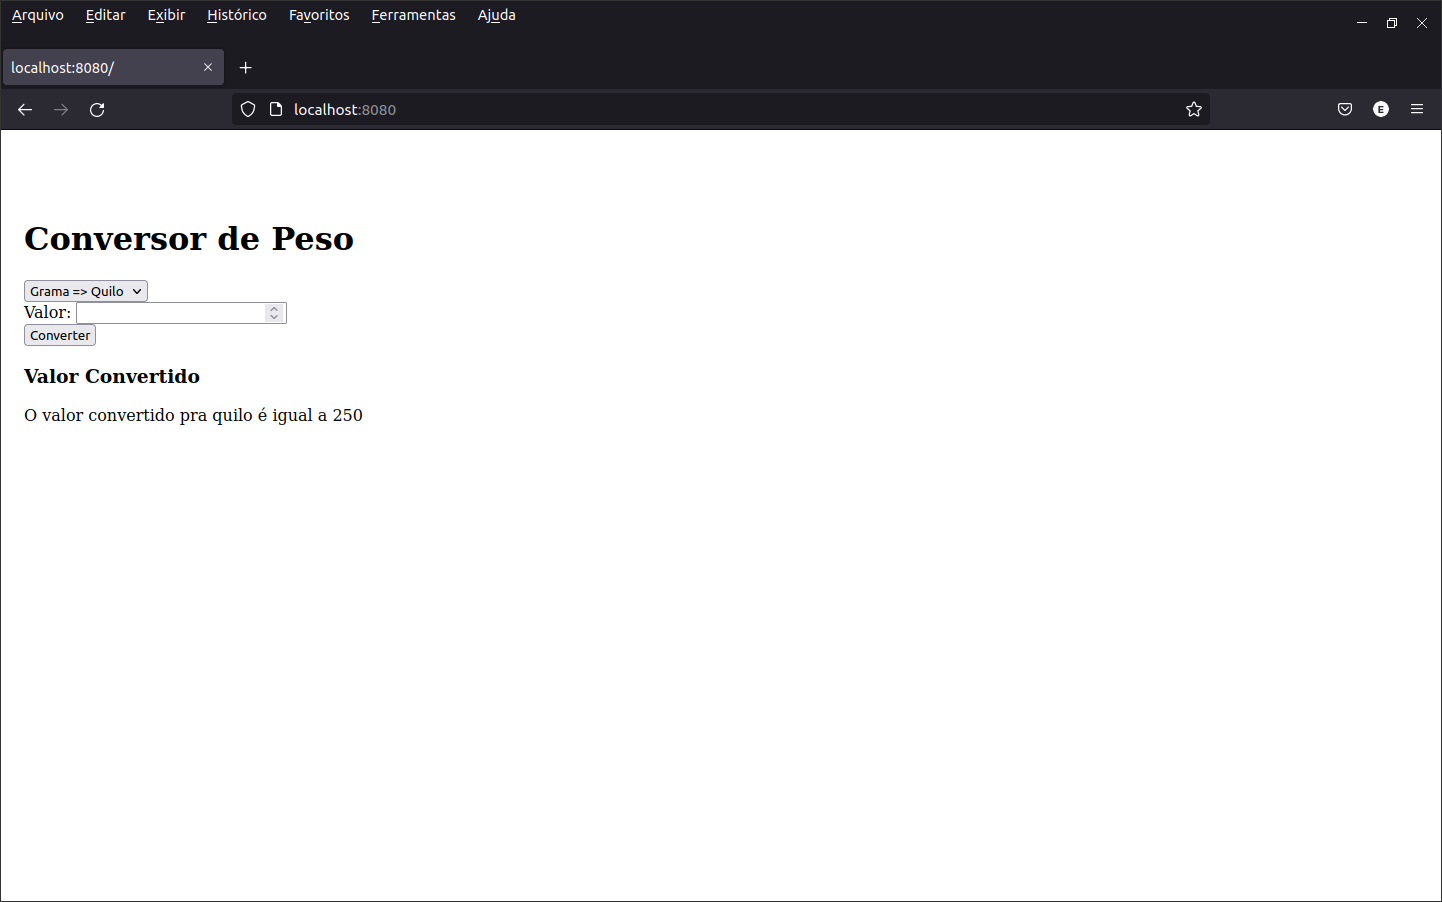 Arquivo Editar Exibir Histórico Favoritos Ferramentas Ajuda
localhost:8080/
localhost:8080
E
Conversor de Peso
Grama => Quilo
Valor:
Converter
Valor Convertido
O valor convertido pra quilo é igual a 250